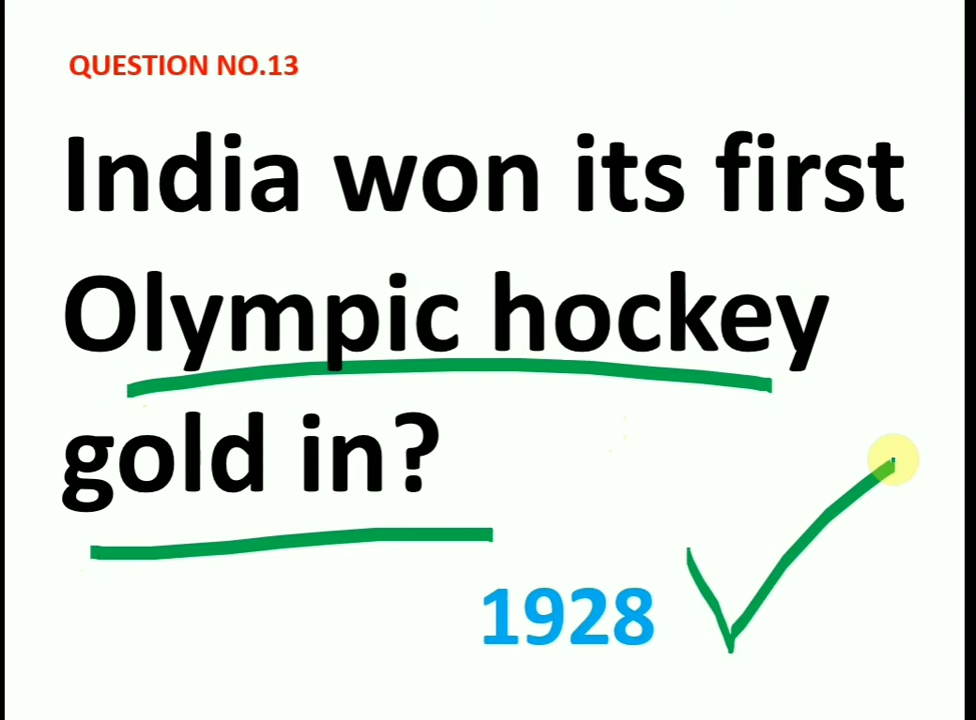 QUESTION NO.13
India won its first
Olympic hockey
gold in?
1928